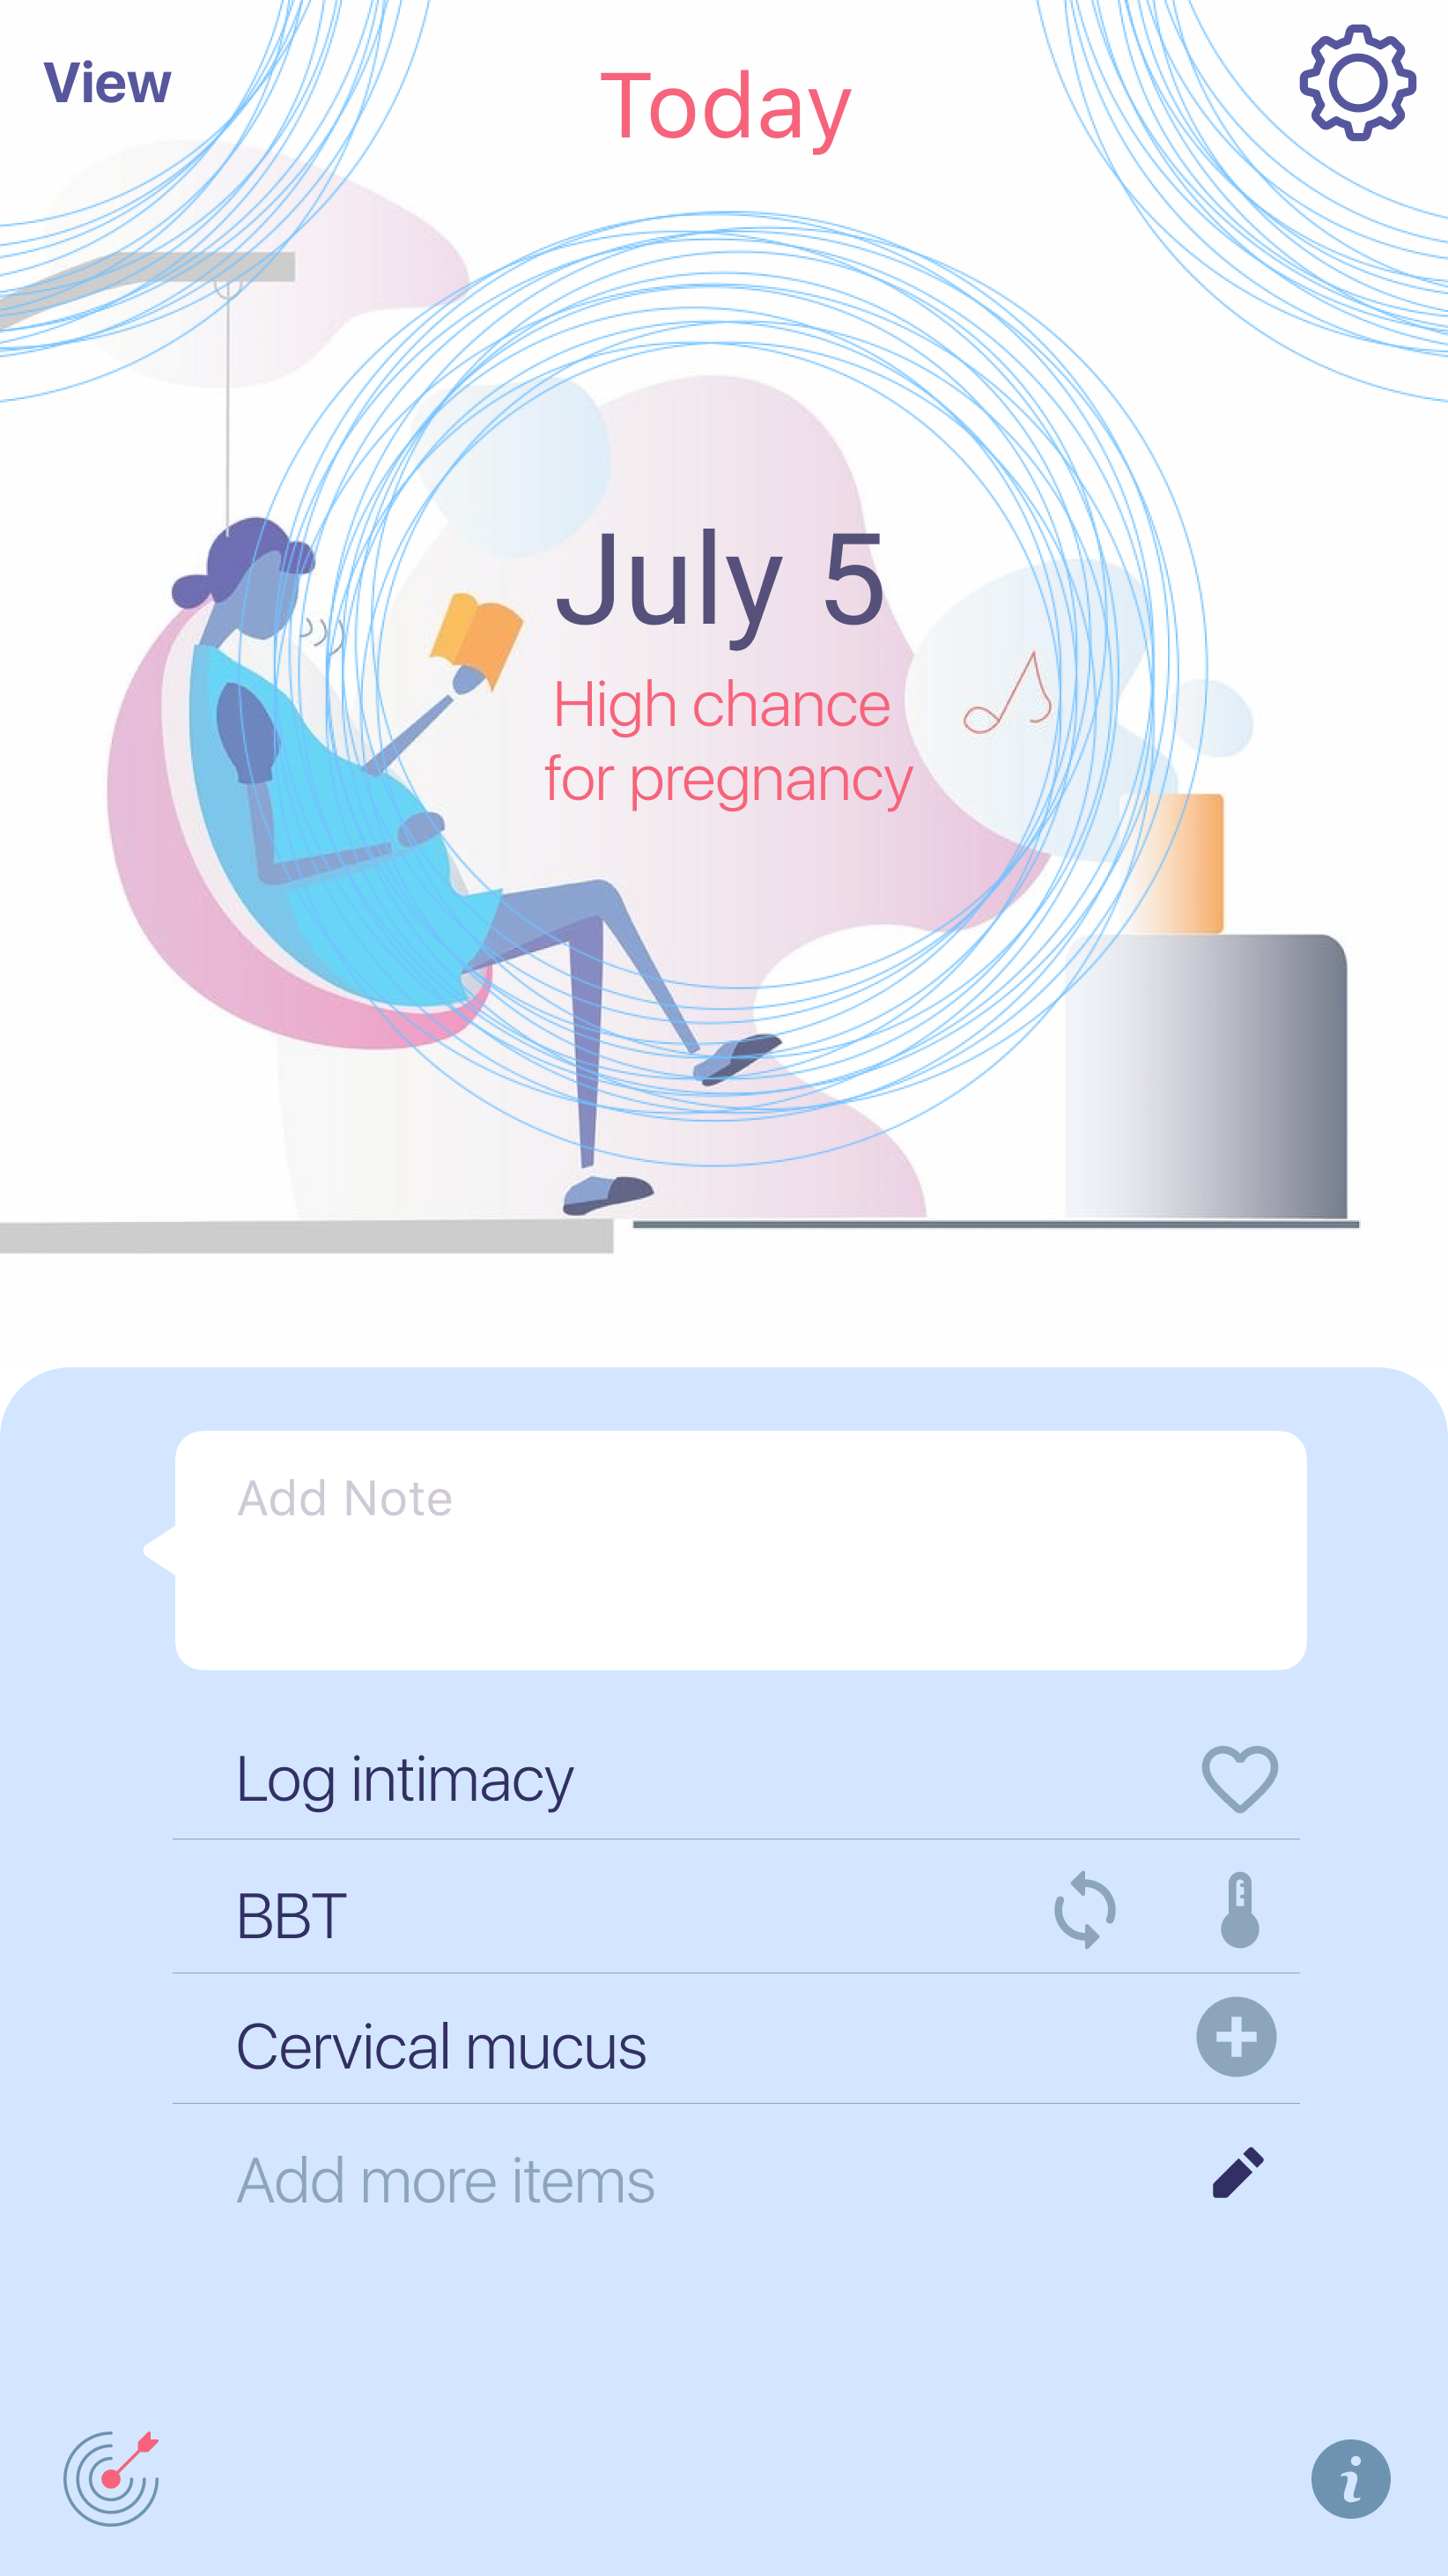 View
Today
July 5
High chance
for pregnancy
Add Note
Log intimacy
BBT
Cervical mucus
Add more items